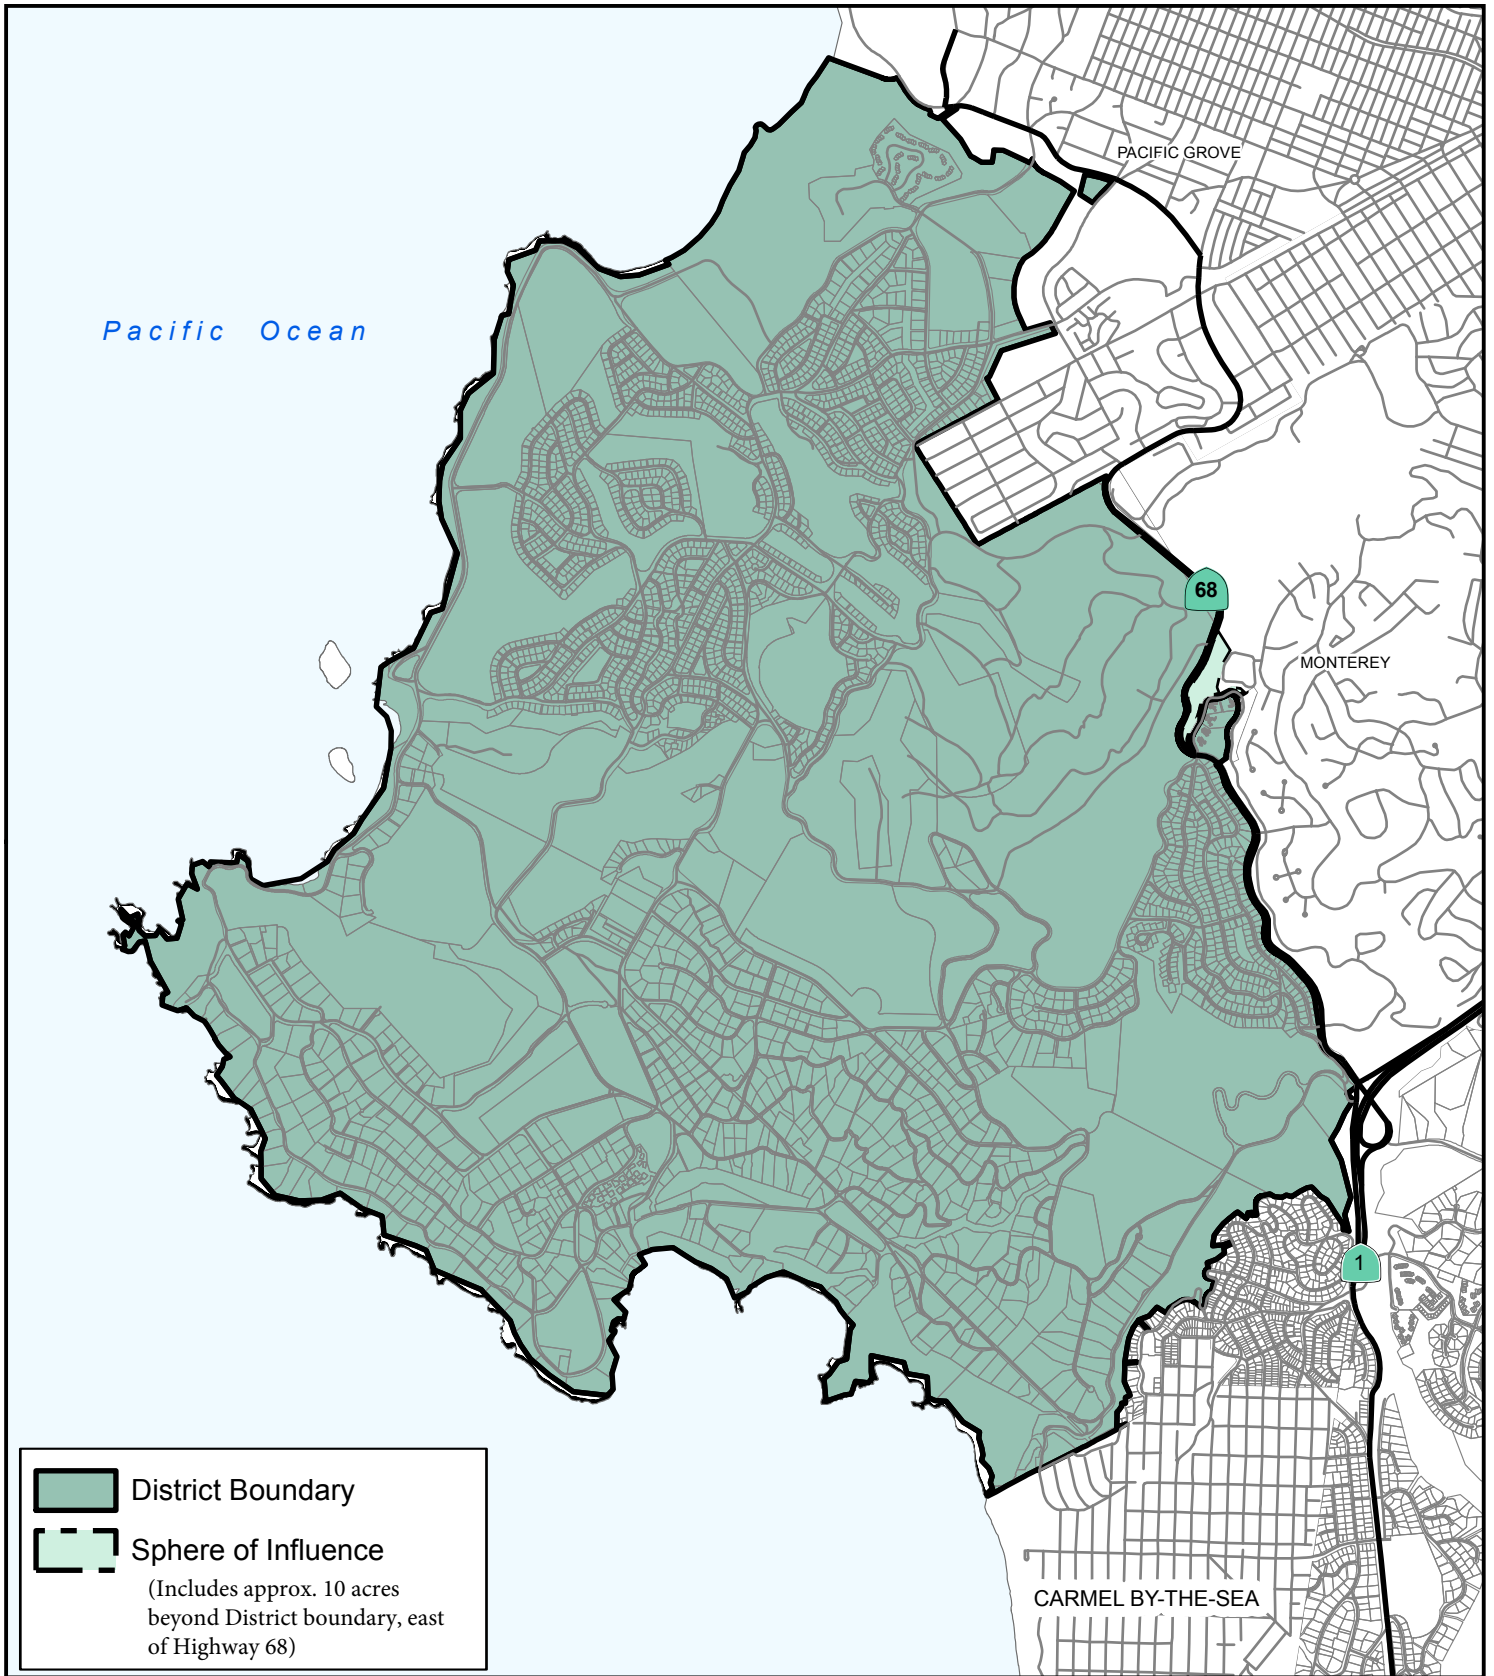 PACIFIC GROVE
Pacific Ocean
68
MONTEREY
1
District Boundary
Sphere of Influence
(Includes approx. 10 acres
beyond District boundary, east
of Highway 68)
CARMEL BY-THE-SEA